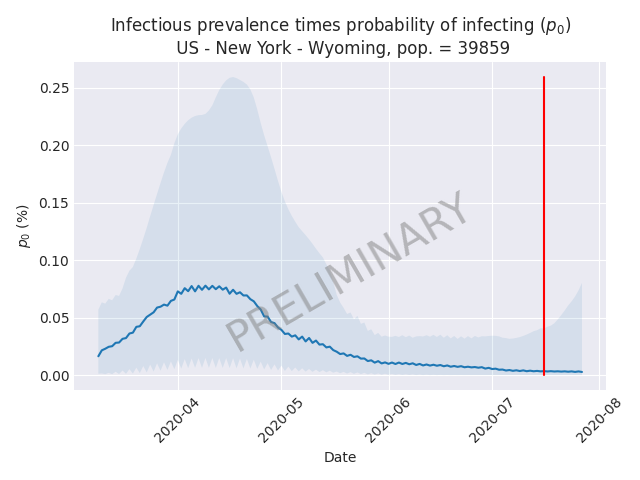 Infectious prevalence times probability of infecting (p₀)
US - New York - Wyoming, pop. = 39859
p₀ (%)
0.25
0.20
0.15
0.10
0.05
0.00
PRELIMINARY
2020-04
2020-05
2020-06
2020-07
2020-08
Date